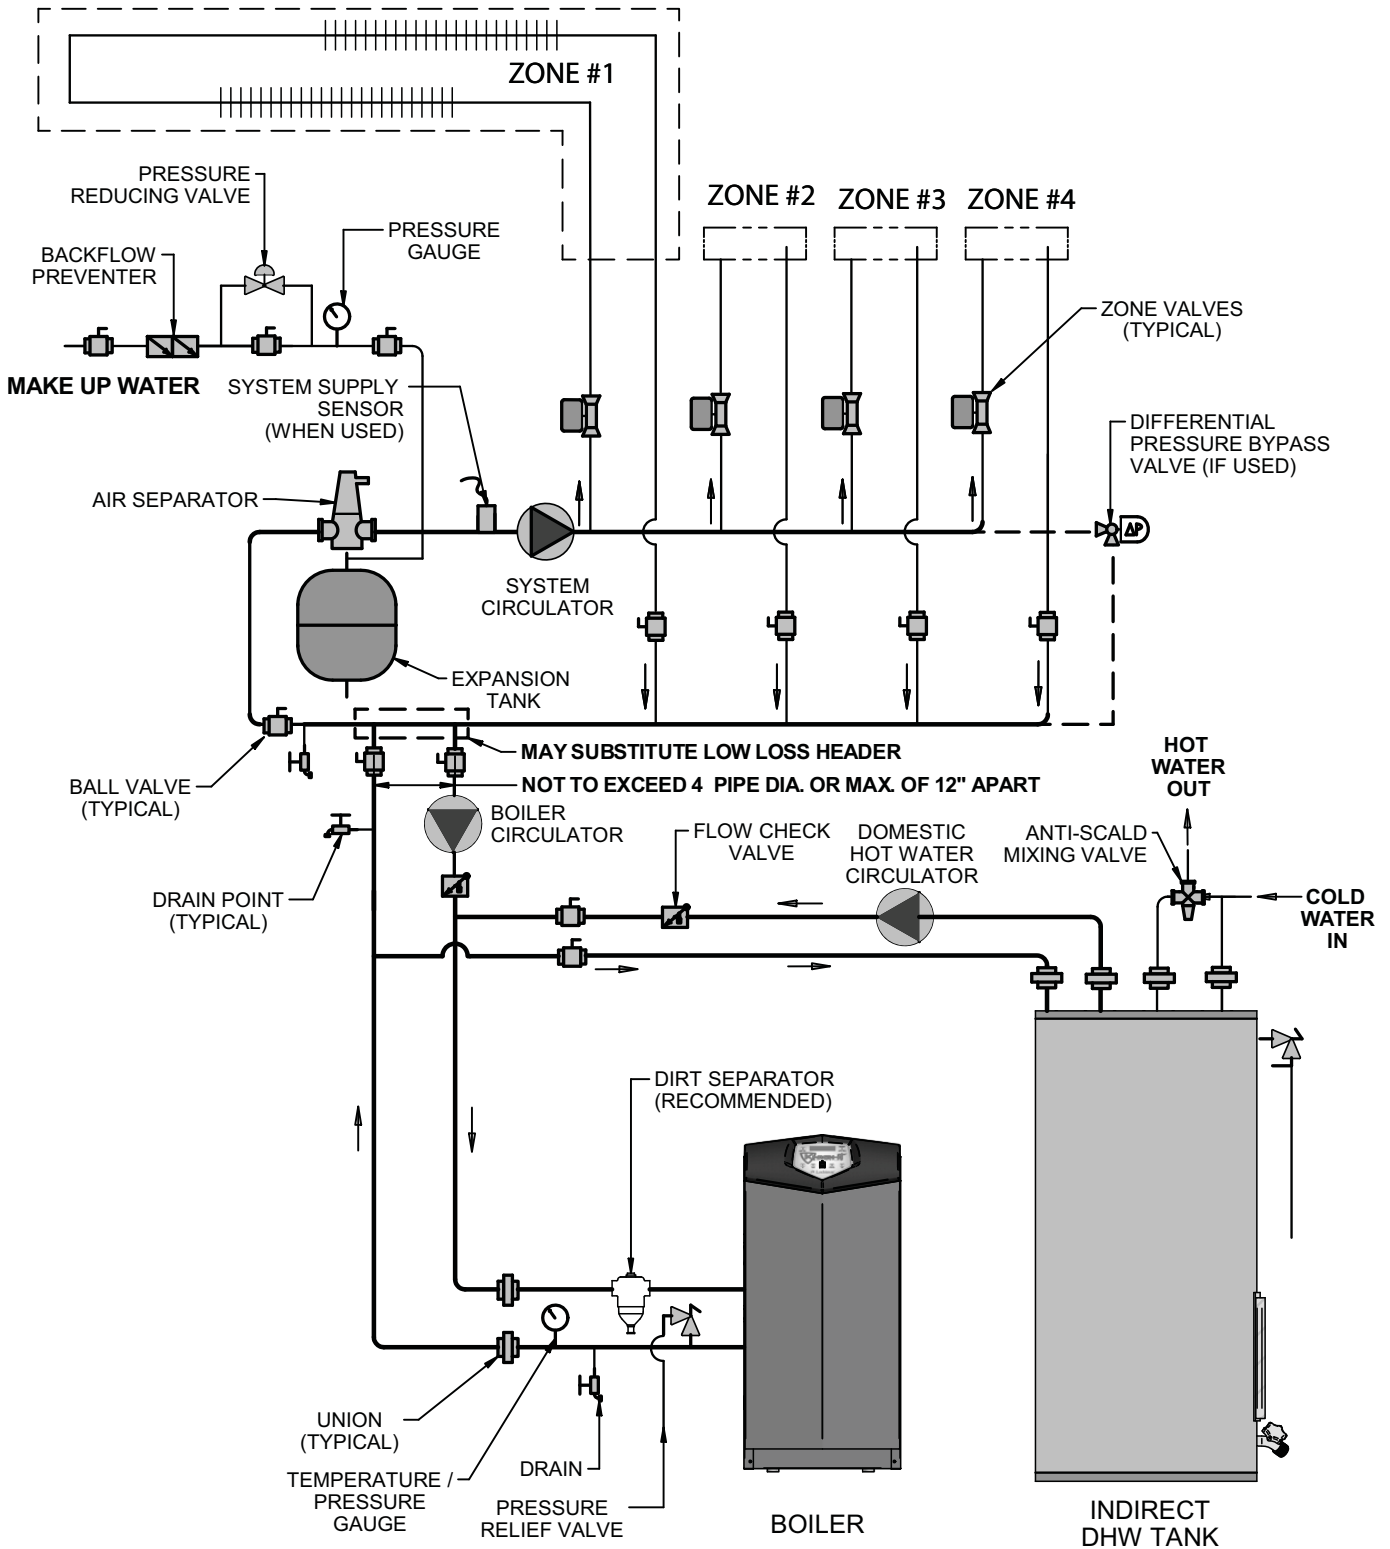 ZONE #1
PRESSURE
REDUCING VALVE
ZONE #2
ZONE #3
ZONE #4
PRESSURE
GAUGE
BACKFLOW
PREVENTER
ZONE VALVES
(TYPICAL)
MAKE UP WATER
SYSTEM SUPPLY
SENSOR
(WHEN USED)
DIFFERENTIAL
PRESSURE BYPASS
VALVE (IF USED)
AIR SEPARATOR
ΔP
SYSTEM
CIRCULATOR
EXPANSION
TANK
MAY SUBSTITUTE LOW LOSS HEADER
NOT TO EXCEED 4 PIPE DIA. OR MAX. OF 12" APART
BALL VALVE
(TYPICAL)
HOT
WATER
OUT
BOILER
CIRCULATOR
FLOW CHECK
VALVE
DOMESTIC
HOT WATER
CIRCULATOR
ANTI-SCALD
MIXING VALVE
DRAIN POINT
(TYPICAL)
COLD
WATER
IN
DIRT SEPARATOR
(RECOMMENDED)
UNION
(TYPICAL)
TEMPERATURE /
PRESSURE
GAUGE
DRAIN
PRESSURE
RELIEF VALVE
BOILER
INDIRECT
DHW TANK